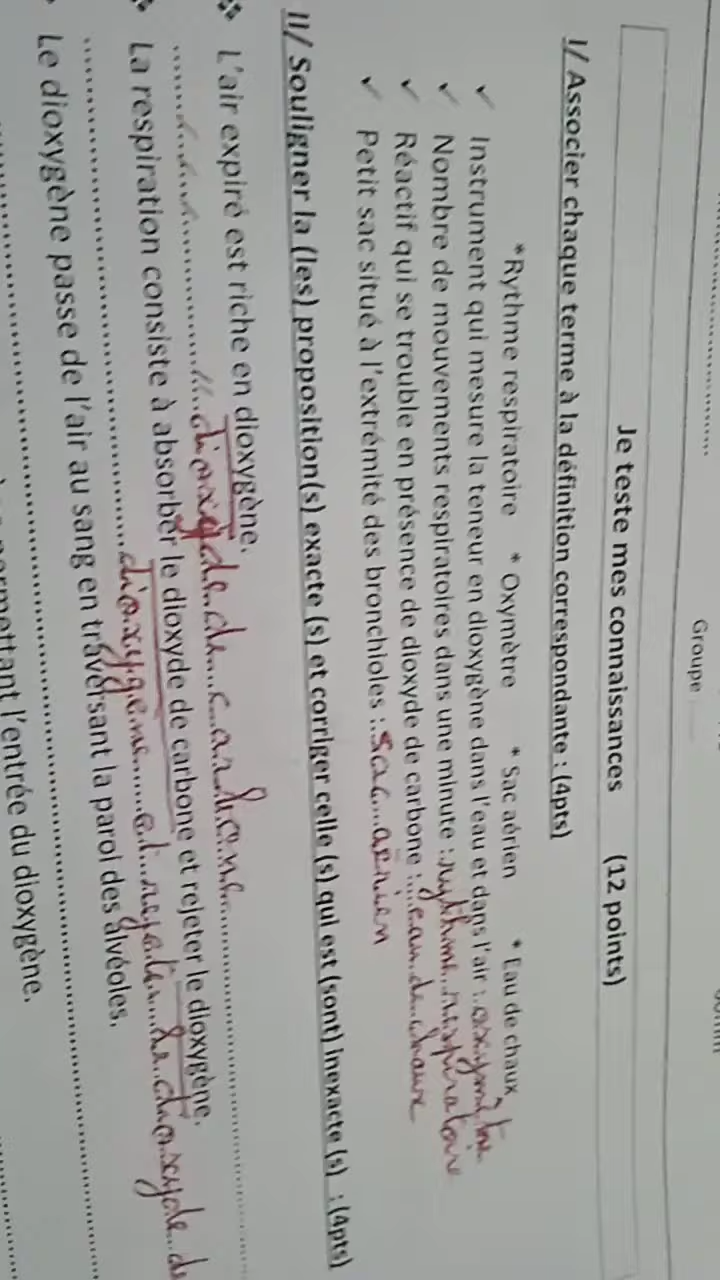 Groupe
Je teste mes connaissances (12 points)
I/ Associer chaque terme à la définition correspondante : (4pts)
*Rythme respiratoire * Oxymètre * Sac aérien * Eau de chaux
✓ Instrument qui mesure la teneur en dioxygène dans l'eau et dans l'air : oxymètre
✓ Nombre de mouvements respiratoires dans une minute : rythme respiratoire
✓ Réactif qui se trouble en présence de dioxyde de carbone : eau de chaux
✓ Petit sac situé à l'extrémité des bronchioles : sac aerien
II/ Souligner la (les) proposition(s) exacte (s) et corriger celle (s) qui est (sont) inexacte (s) : (4pts)
❖ L'air expiré est riche en dioxygène.
dioxyde de carbone
❖ La respiration consiste à absorber le dioxyde de carbone et rejeter le dioxygène.
dioxygene et rejeter le dioxyde de
Le dioxygène passe de l'air au sang en traversant la paroi des alvéoles.
permettant l'entrée du dioxygène.